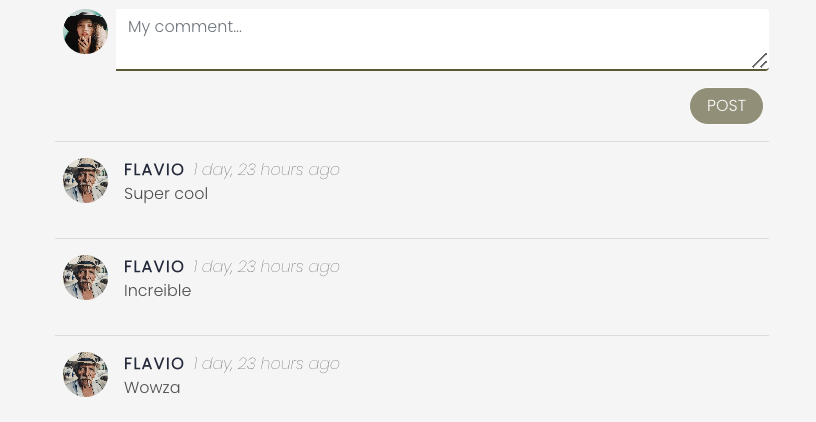 My comment...
POST
FLAVIO 1 day, 23 hours ago
Super cool
FLAVIO 1 day, 23 hours ago
Increible
FLAVIO 1 day, 23 hours ago
Wowza